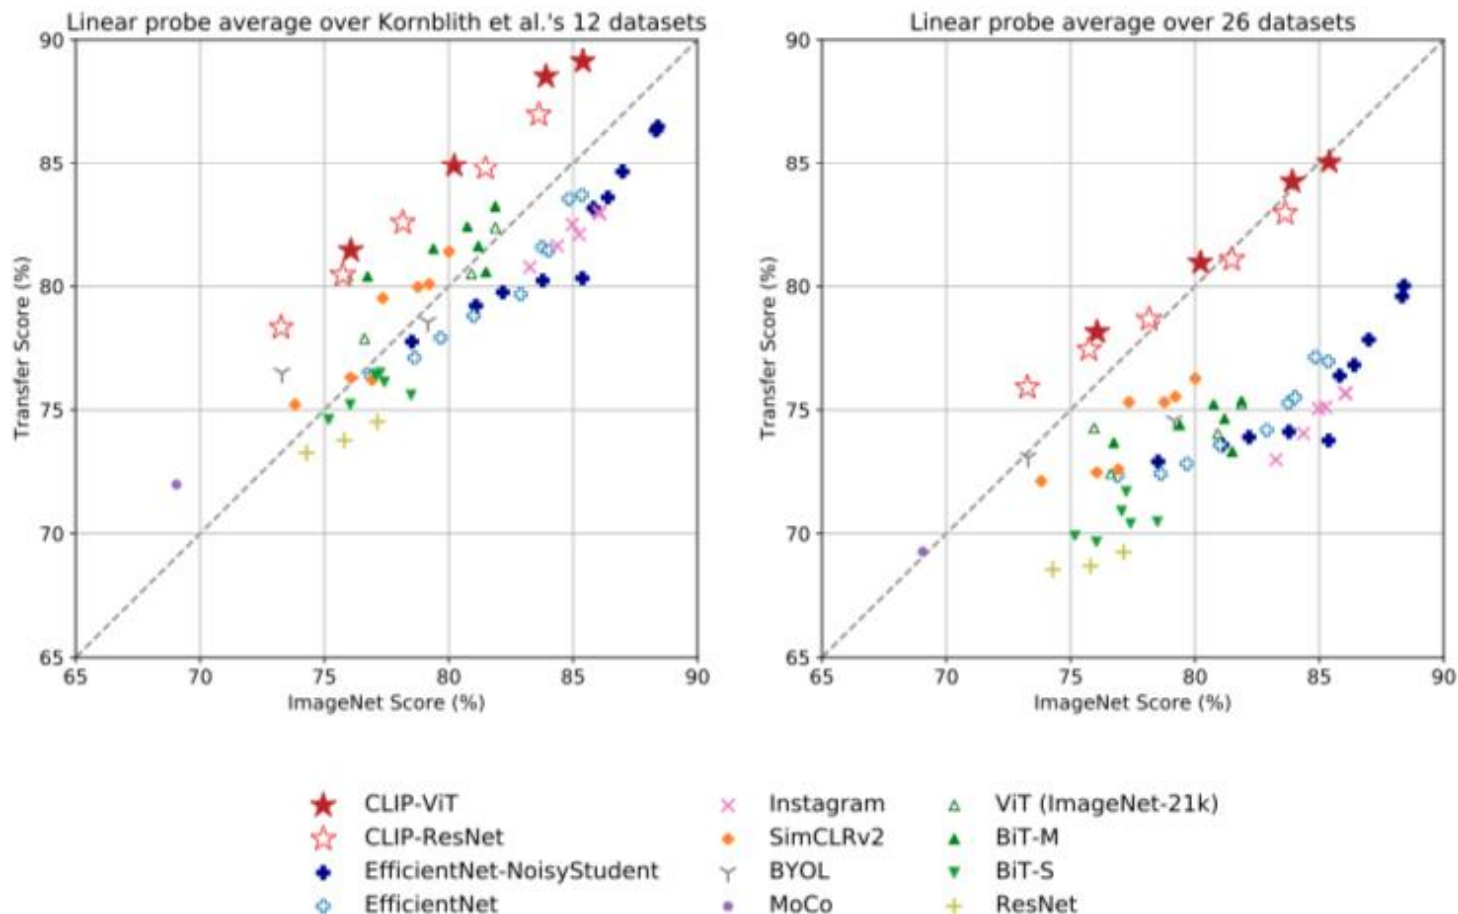 Linear probe average over Kornblith et al.'s 12 datasets
90
85
80
75
70
65
Transfer Score (%)
65 70 75 80 85 90
ImageNet Score (%)
Linear probe average over 26 datasets
90
85
80
75
70
65
Transfer Score (%)
65 70 75 80 85 90
ImageNet Score (%)
CLIP-ViT
CLIP-ResNet
EfficientNet-NoisyStudent
EfficientNet
Instagram
SimCLRv2
BYOL
MoCo
ViT (ImageNet-21k)
BiT-M
BiT-S
ResNet